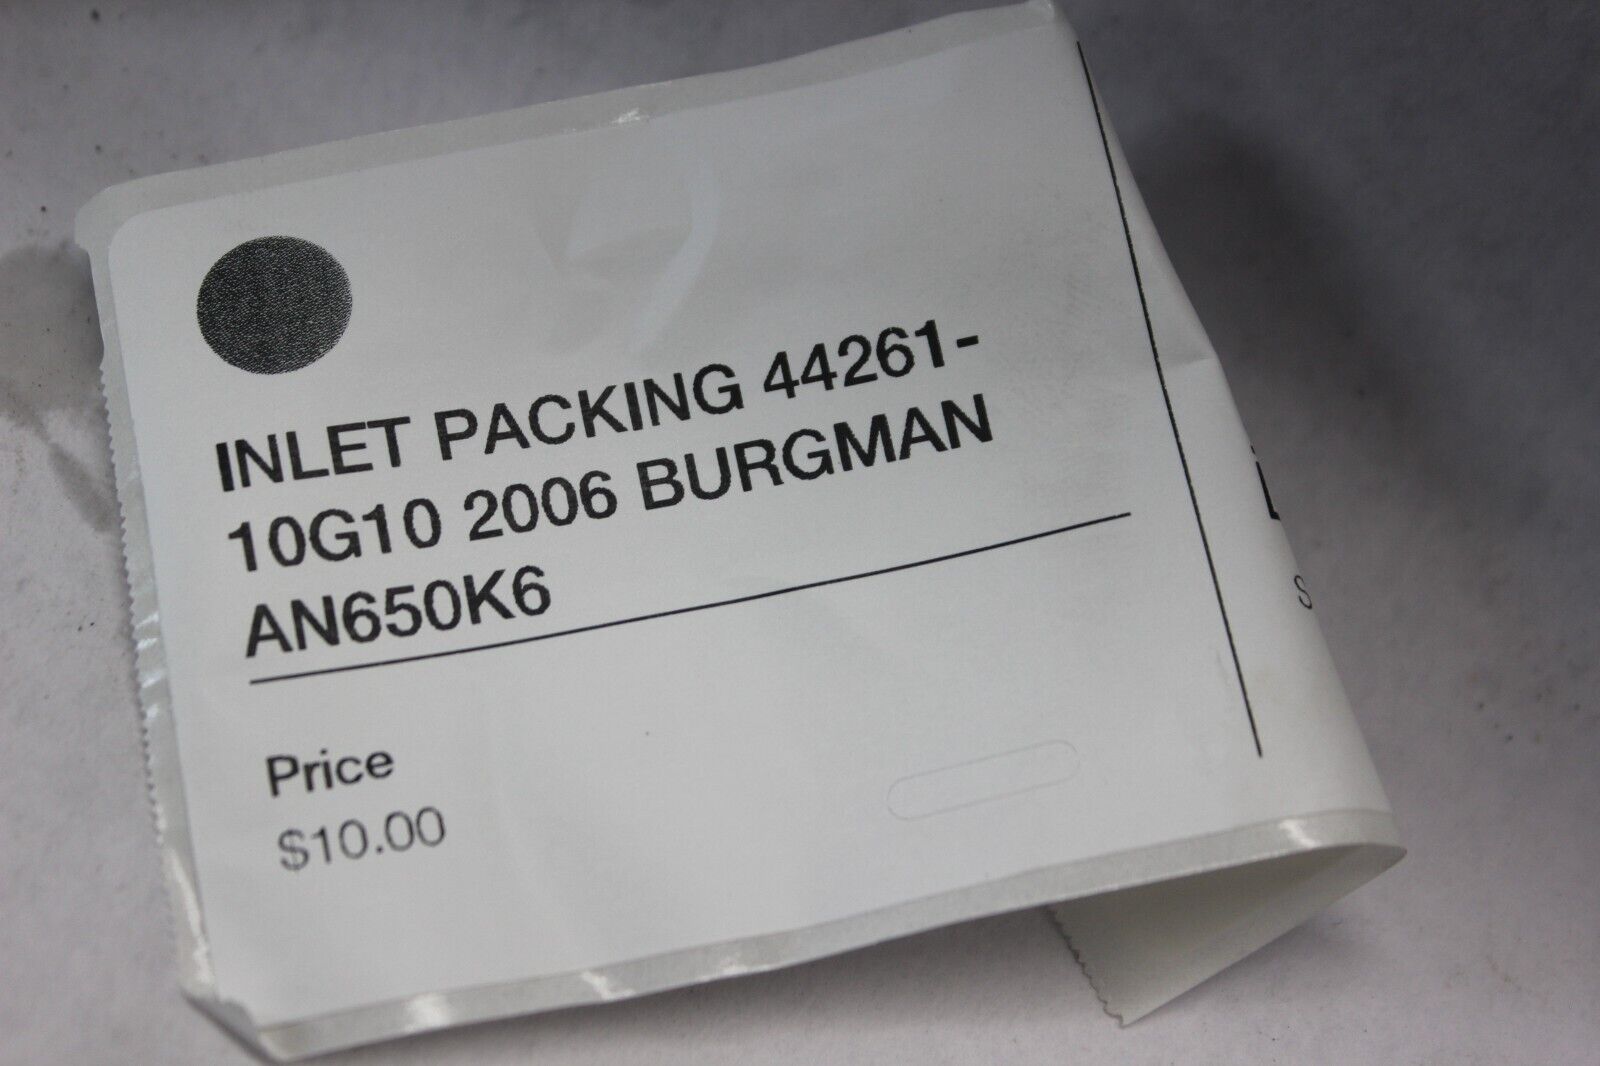 INLET PACKING 44261-
10G10 2006 BURGMAN
AN650K6
Price
$10.00